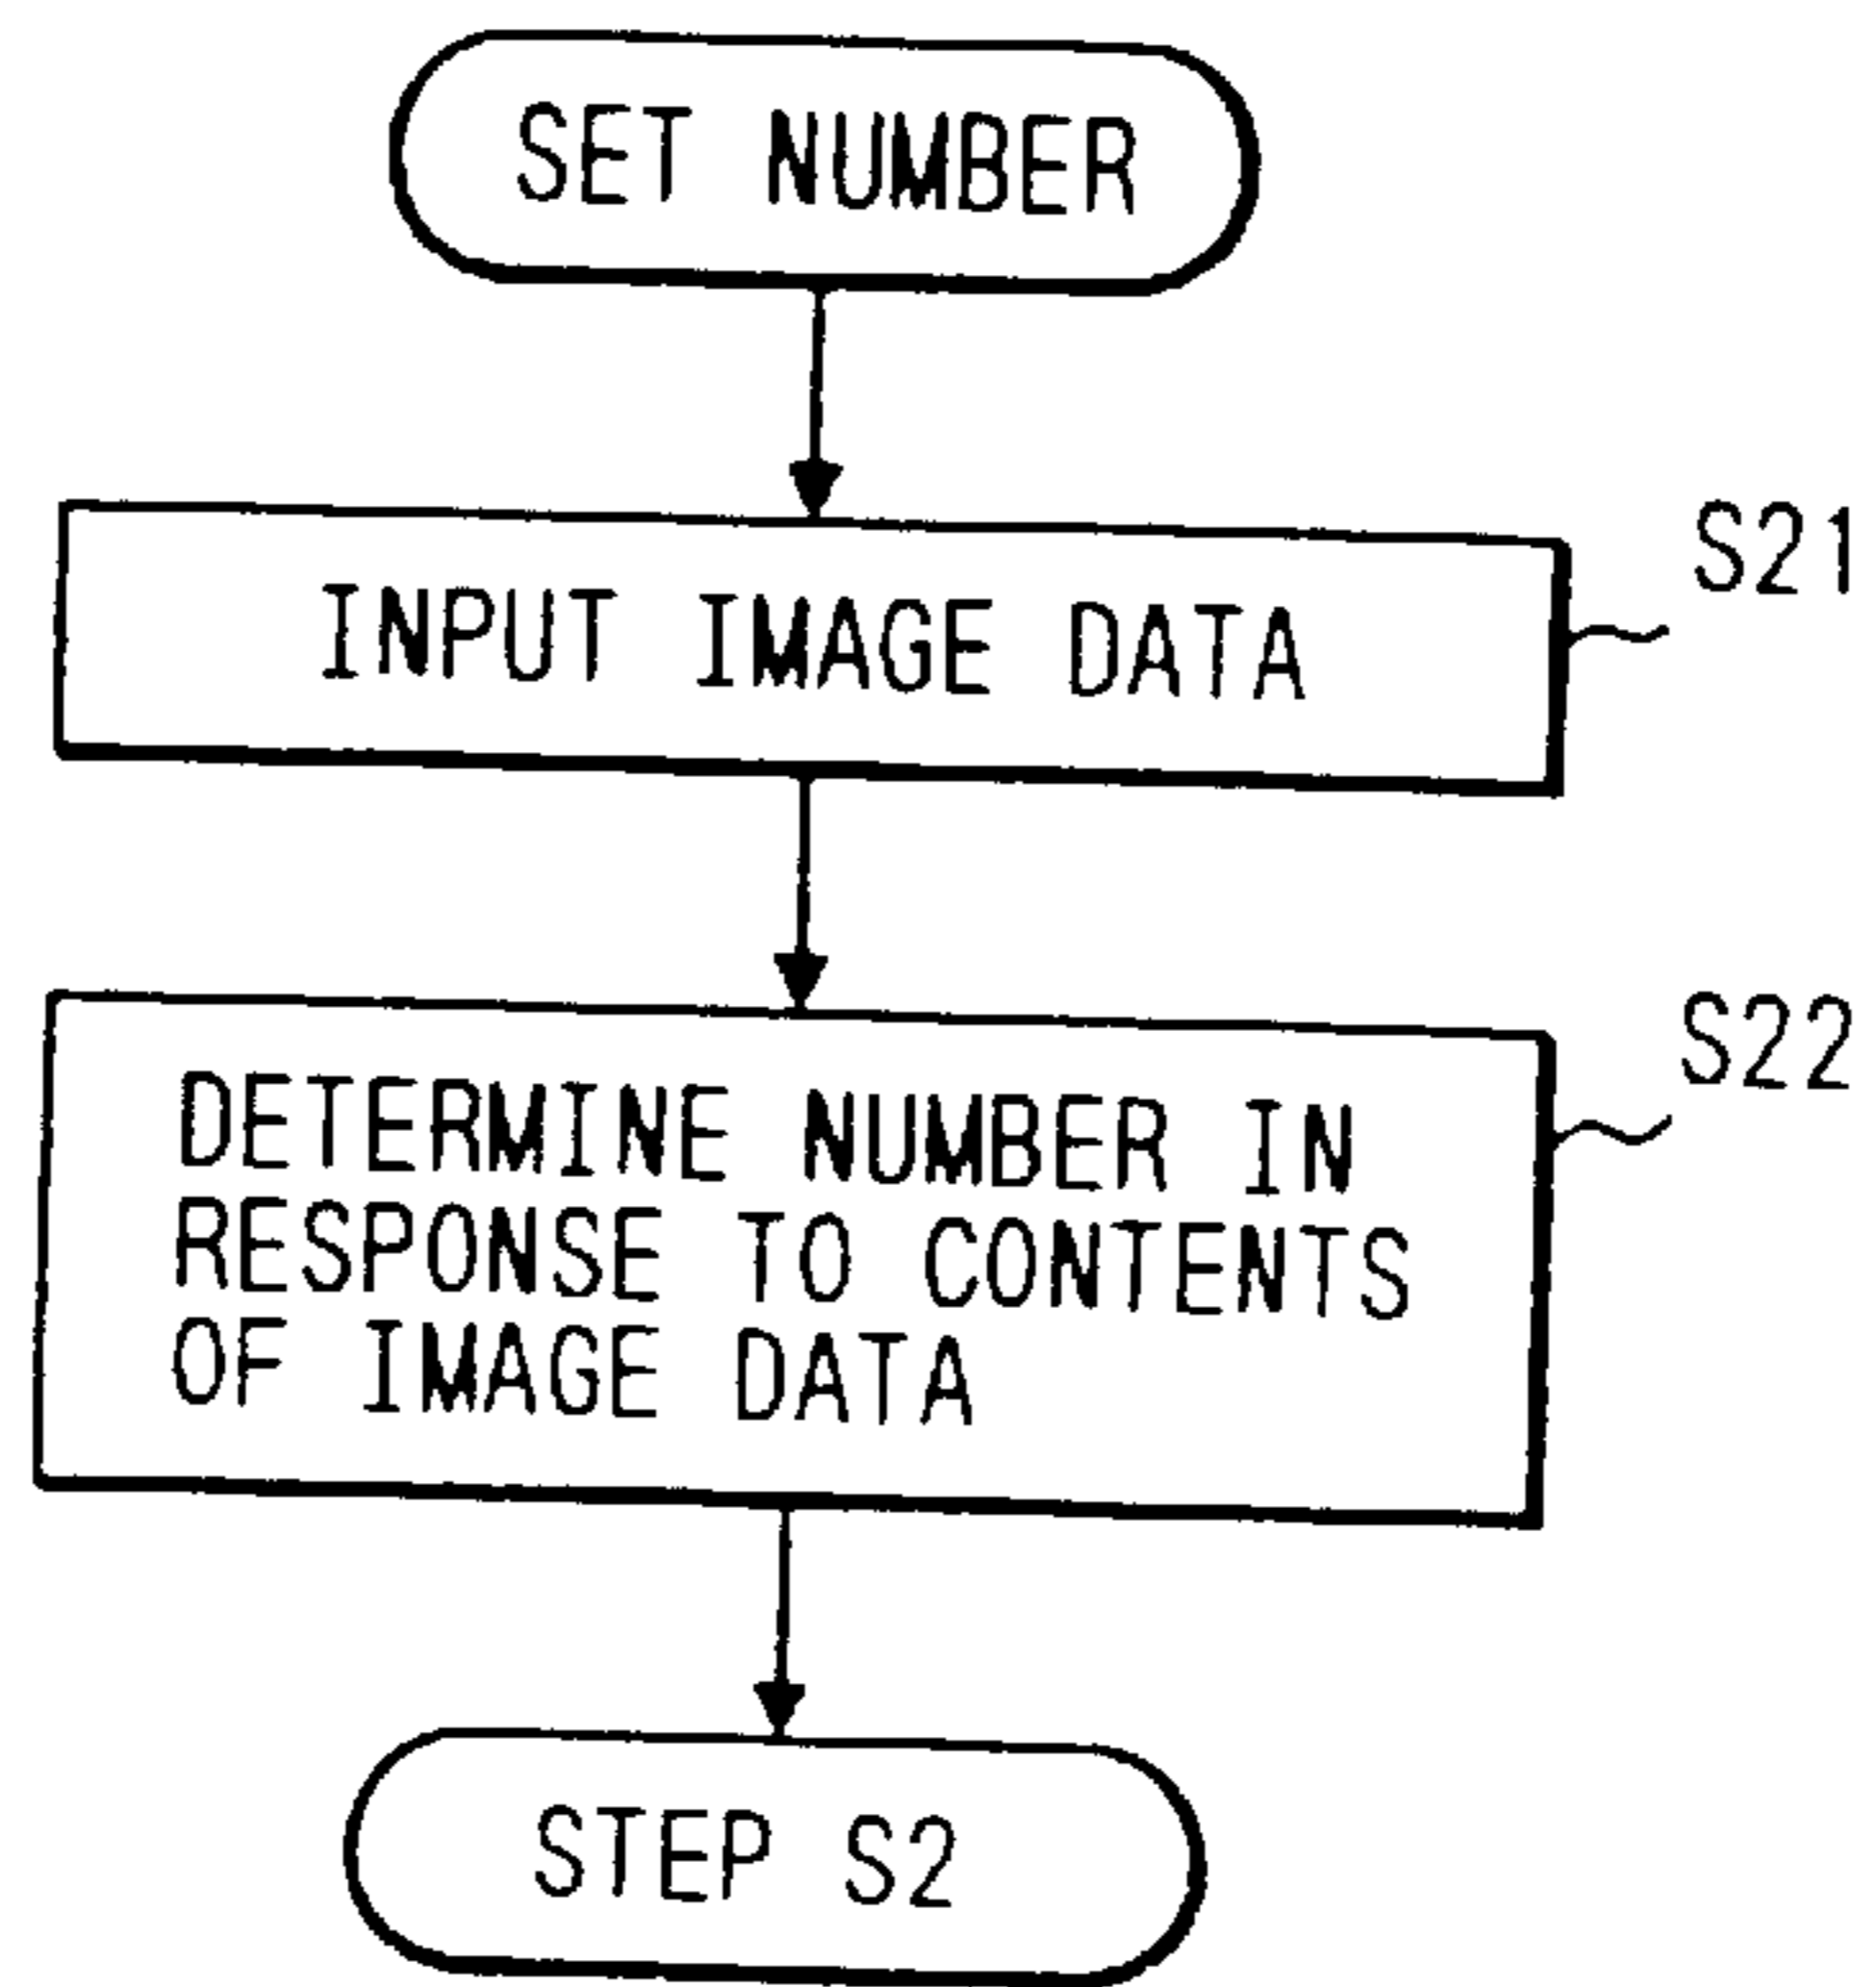 SET NUMBER
INPUT IMAGE DATA
S21
DETERMINE NUMBER IN
RESPONSE TO CONTENTS
OF IMAGE DATA
S22
STEP S2